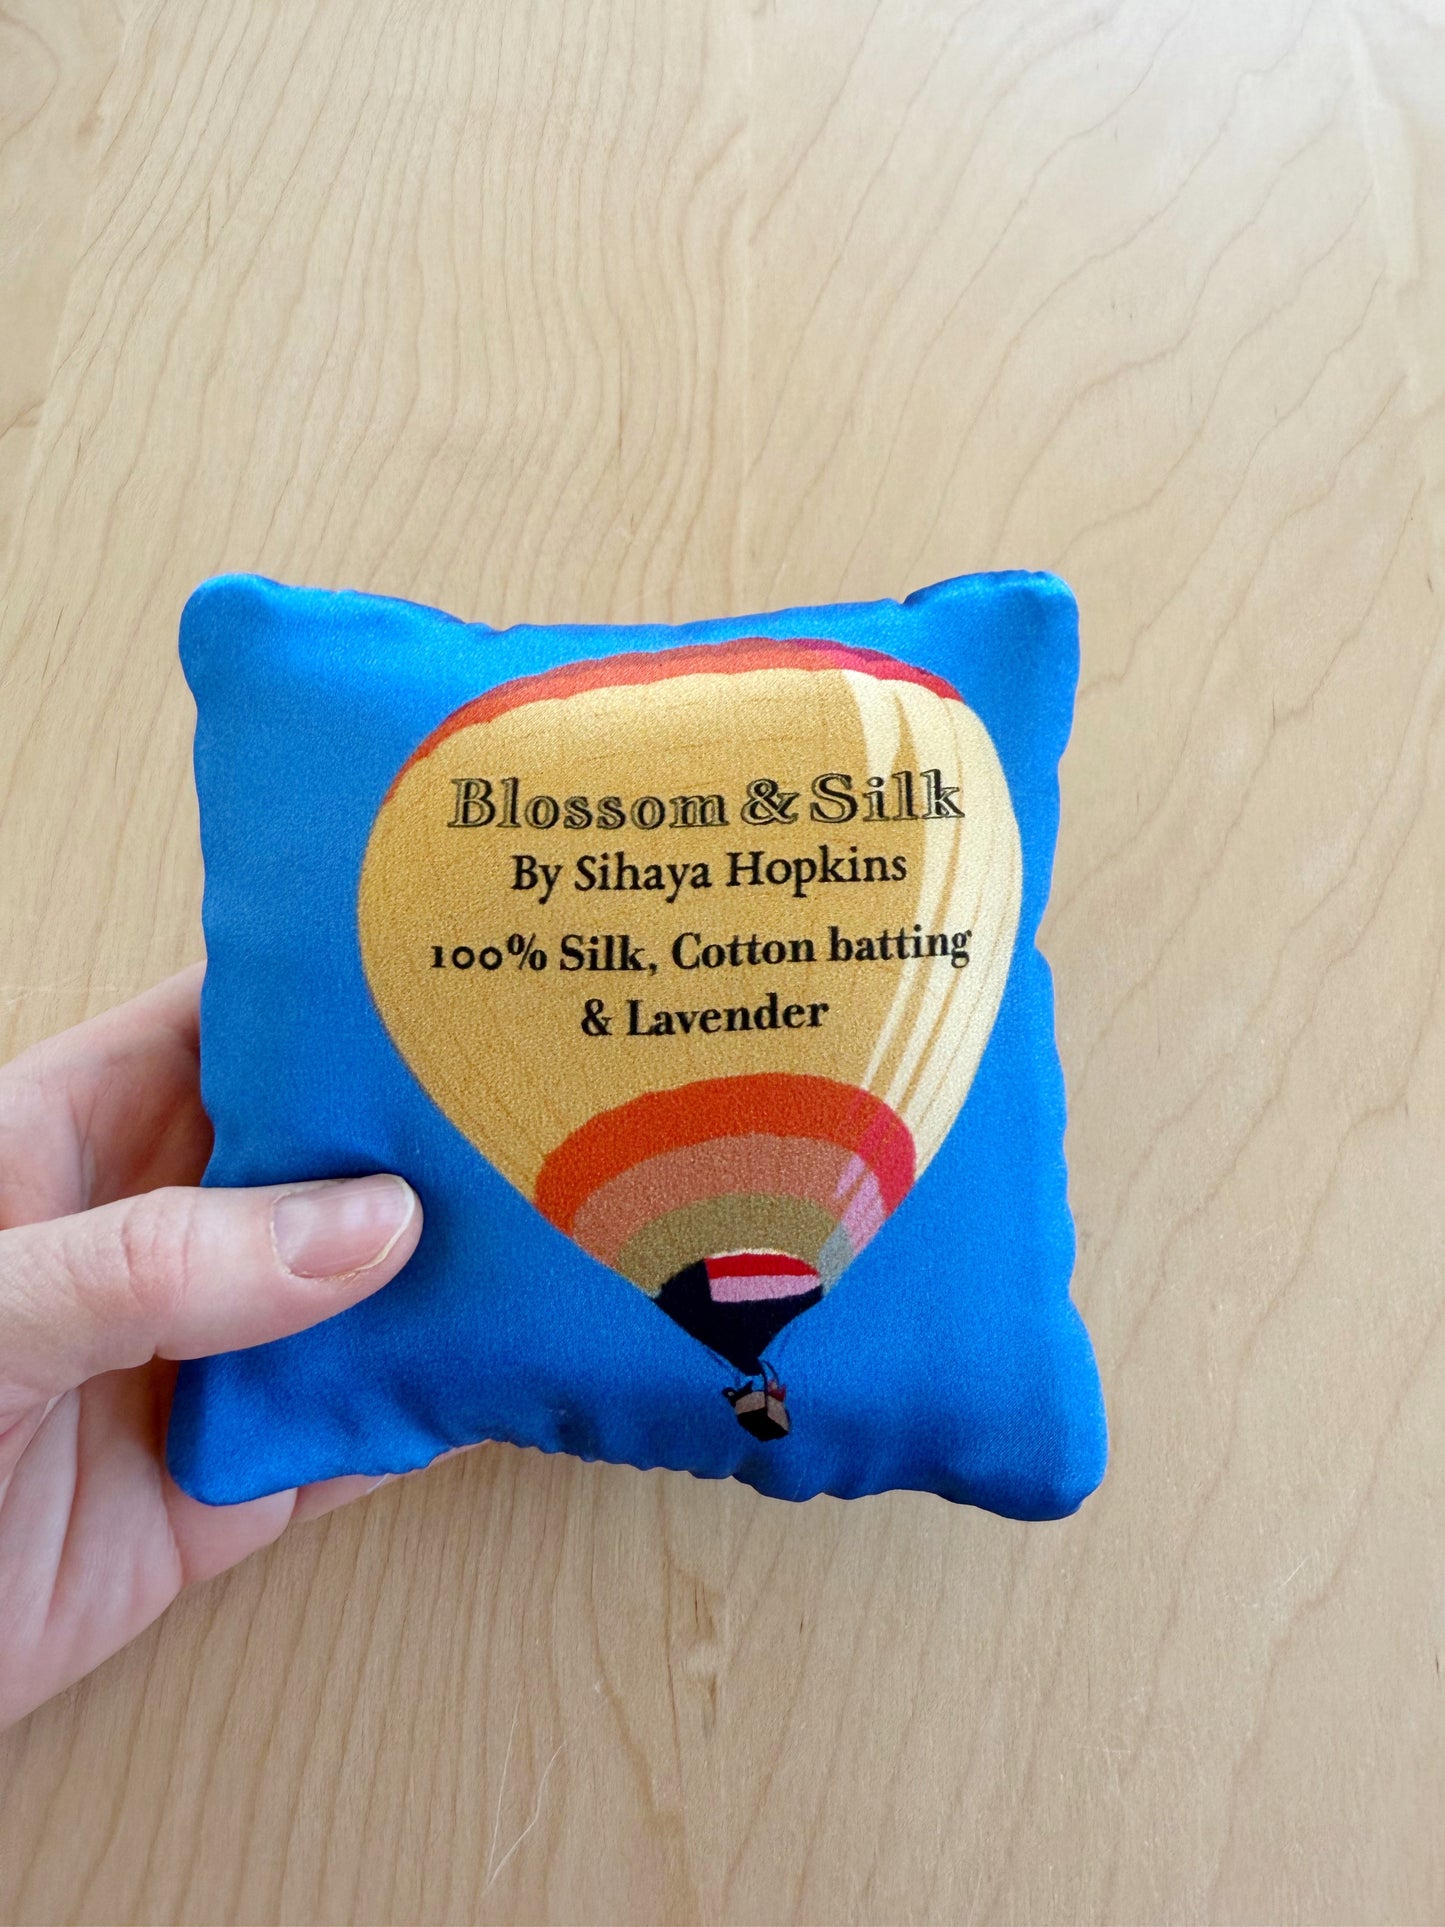 Blossom & Silk
By Sihaya Hopkins
100% Silk, Cotton batting
& Lavender